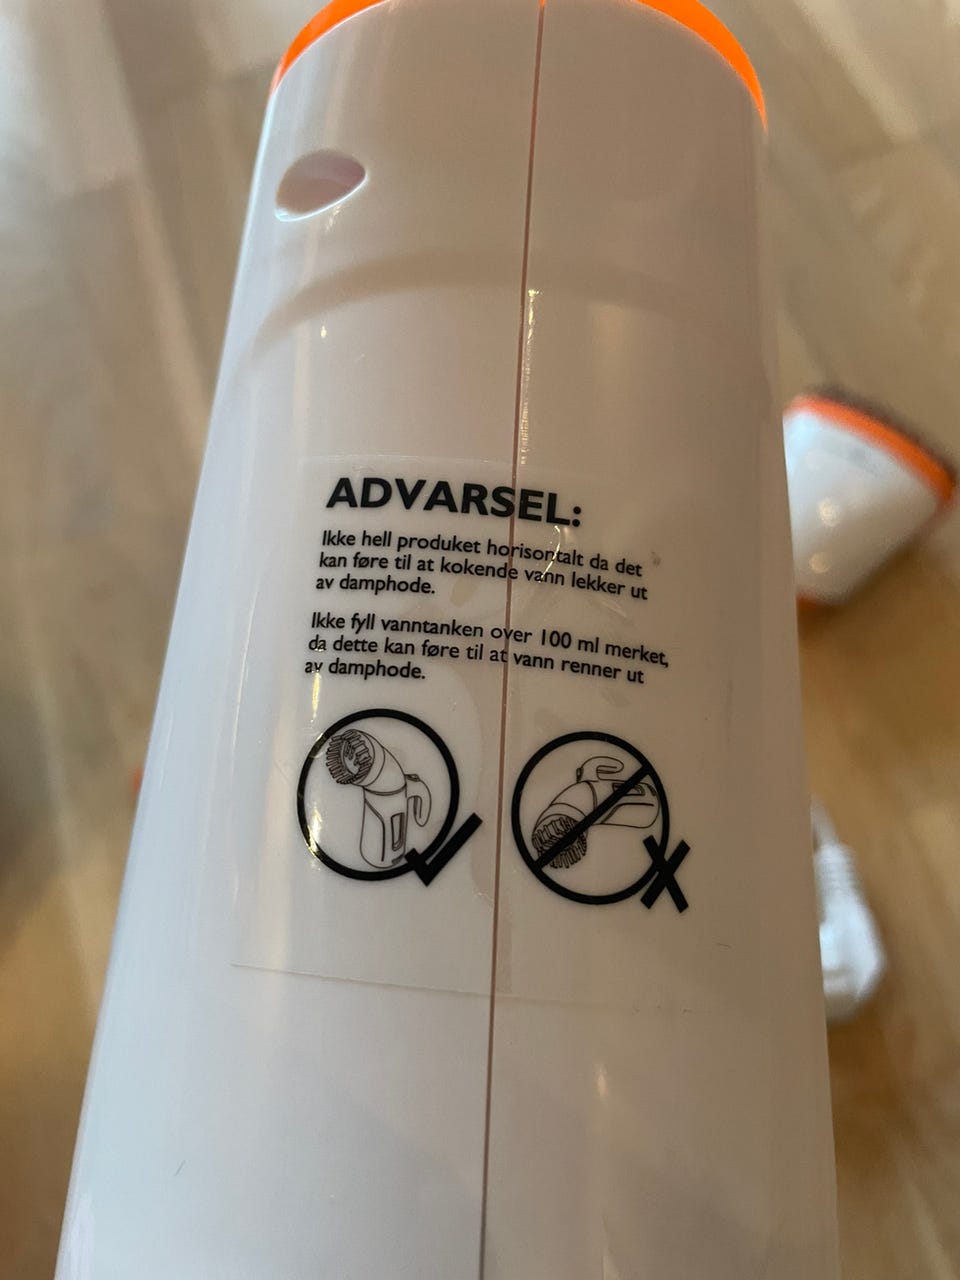 ADVARSEL:
Ikke hell produket horisontalt da det
kan føre til at kokende vann lekker ut
av damphode.
Ikke fyll vanntanken over 100 ml merket,
da dette kan føre til at vann renner ut
av damphode.